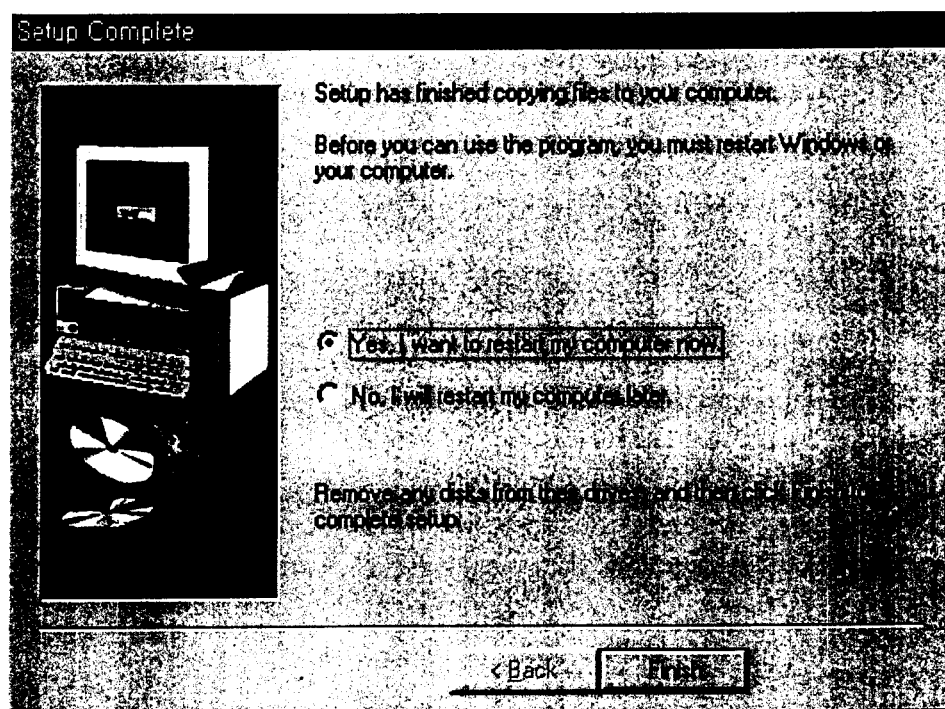 Setup Complete
Setup has finished copying files to your computer.
Before you can use the program, you must restart Windows or
your computer.
Yes, I want to restart my computer now.
No, I will restart my computer later.
Remove any disks from their drives, and then click Finish to
complete setup.
< Back
Finish